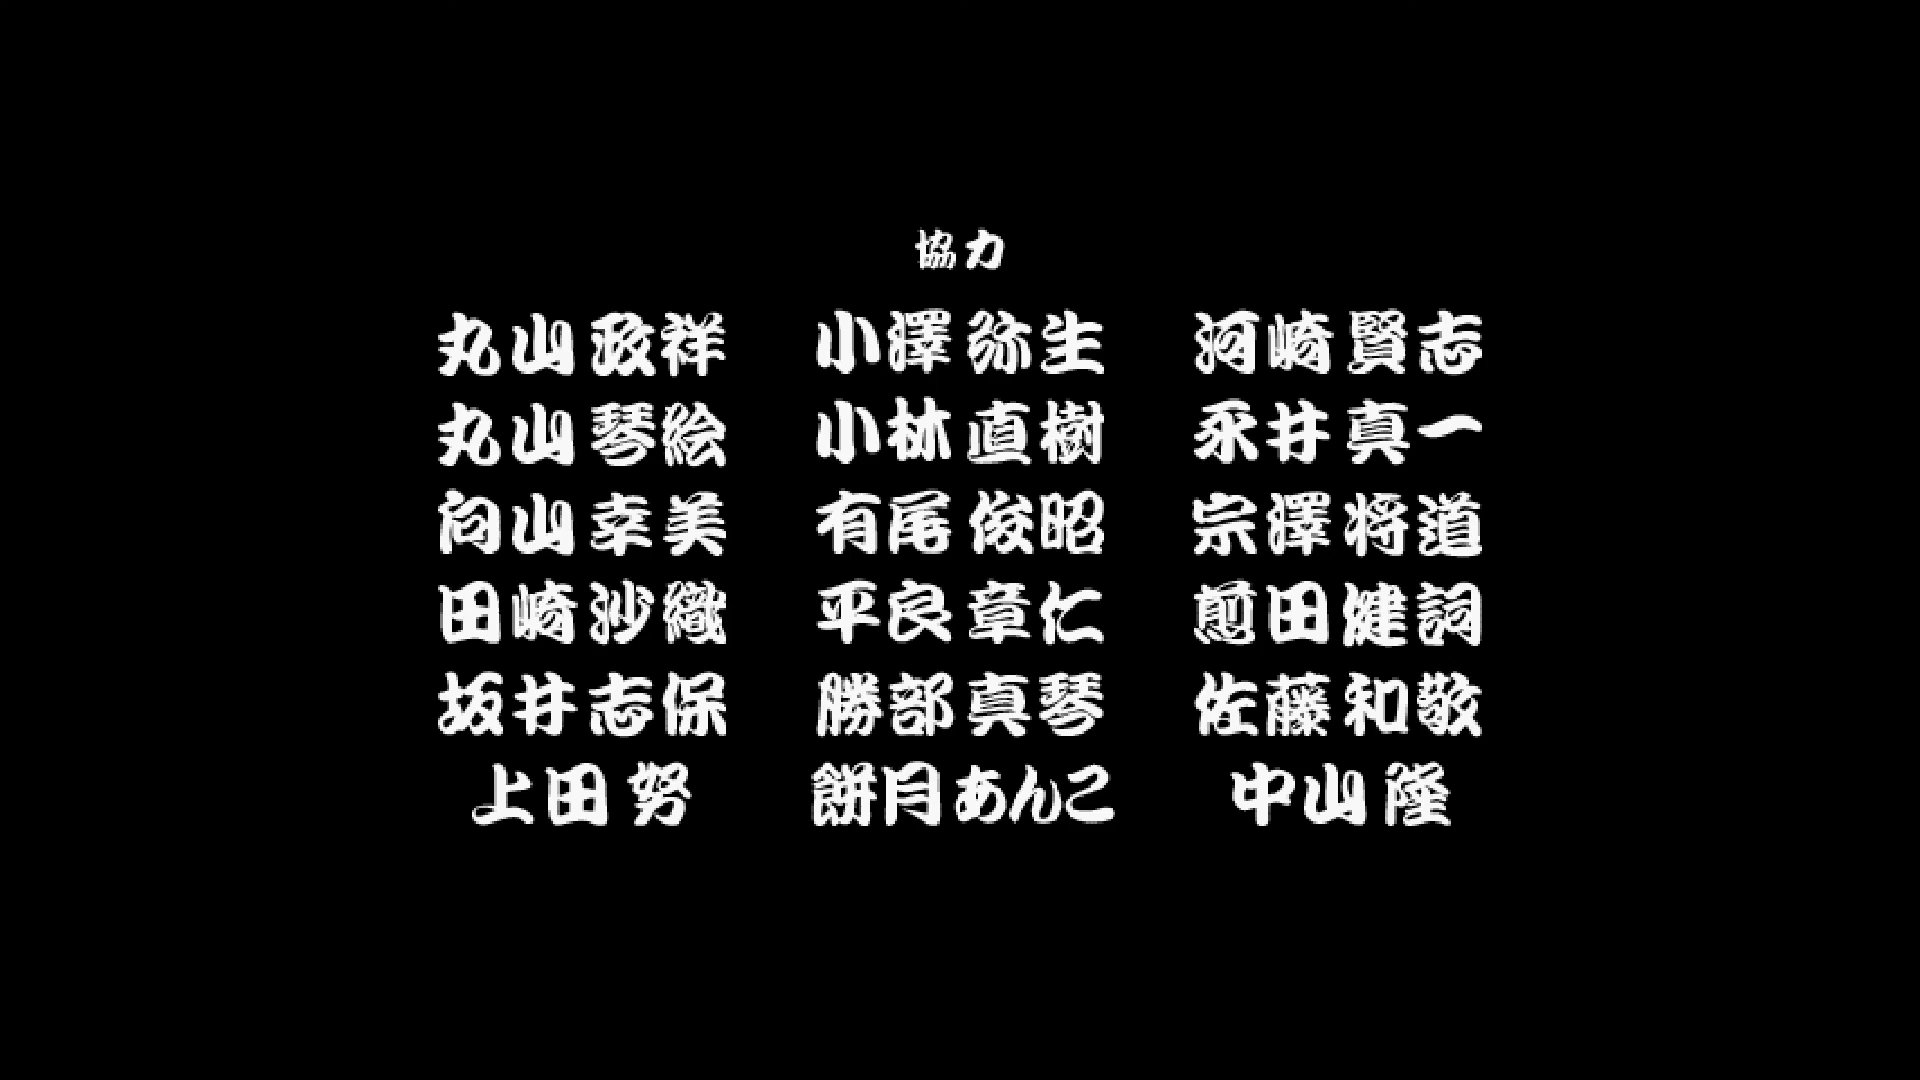 協力
丸山政祥 小澤弥生 河崎賢志
丸山琴絵 小林直樹 永井真一
向山幸美 有尾俊昭 宗澤将道
田崎沙織 平良章仁 煎田健詞
坂井志保 勝部真琴 佐藤和敬
上田努 餅月あんこ 中山隆